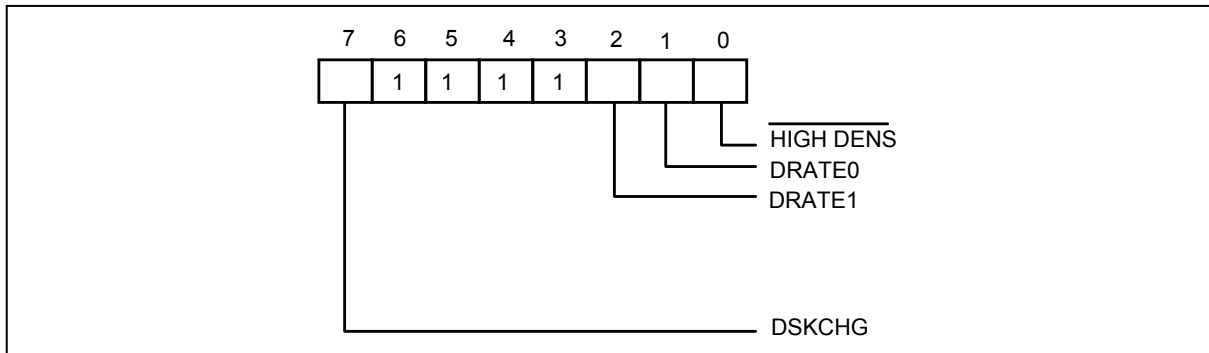 7 6 5 4 3 2 1 0
1 1 1 1
HIGH DENS
DRATE0
DRATE1
DSKCHG